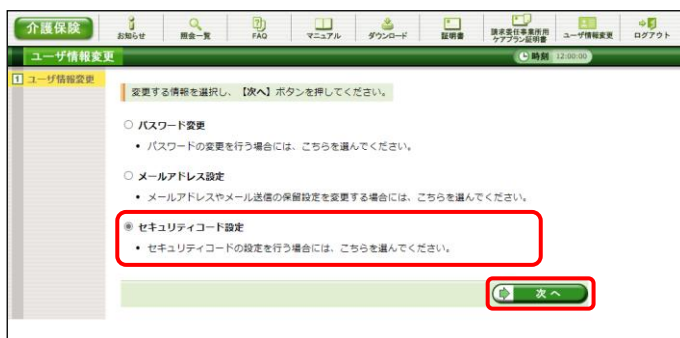 介護保険
お知らせ
照会一覧
FAQ
マニュアル
ダウンロード
証明書
請求委任事業所用
ケアプラン証明書
ユーザ情報変更
ログアウト
ユーザ情報変更
時刻 12:00:00
1 ユーザ情報変更
変更する情報を選択し、【次へ】ボタンを押してください。
パスワード変更
• パスワードの変更を行う場合には、こちらを選んでください。
メールアドレス設定
• メールアドレスやメール送信の保留設定を変更する場合には、こちらを選んでください。
セキュリティコード設定
• セキュリティコードの設定を行う場合には、こちらを選んでください。
次へ